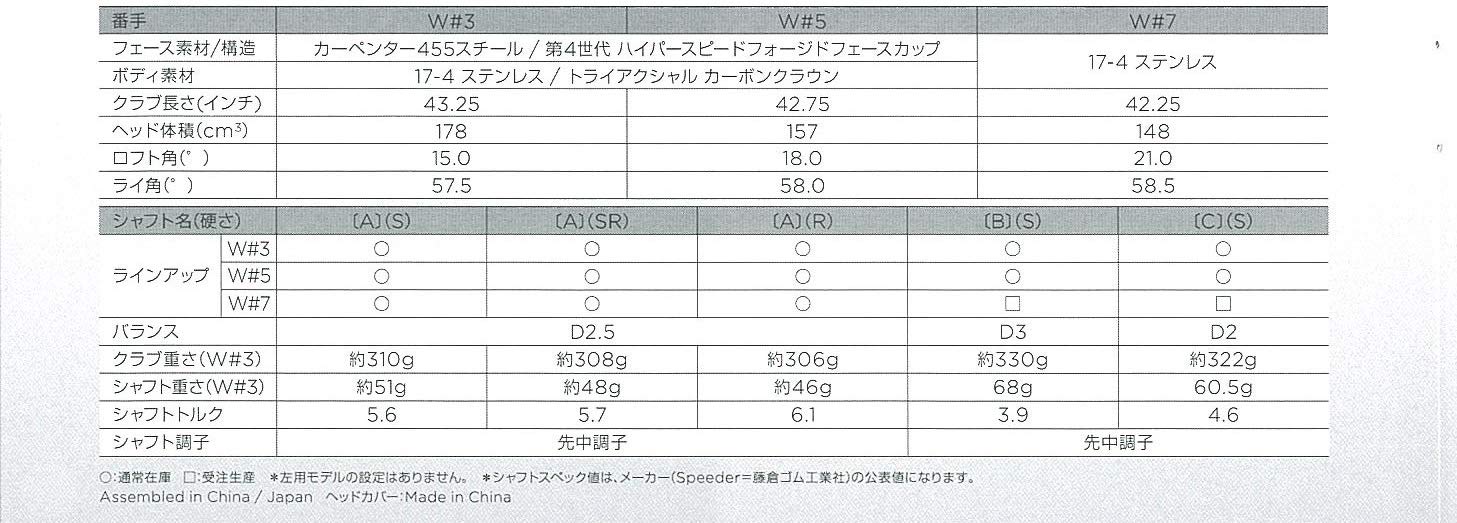 番手 W#3 W#5 W#7
フェース素材/構造 カーペンター455スチール / 第4世代 ハイパースピードフォージドフェースカップ 17-4 ステンレス
ボディ素材 17-4 ステンレス / トライアクシャル カーボンクラウン
クラブ長さ(インチ) 43.25 42.75 42.25
ヘッド体積(cm³) 178 157 148
ロフト角(°) 15.0 18.0 21.0
ライ角(°) 57.5 58.0 58.5
シャフト名(硬さ) 〔A〕(S) 〔A〕(SR) 〔A〕(R) 〔B〕(S) 〔C〕(S)
ラインアップ W#3 ○ ○ ○ ○ ○
W#5 ○ ○ ○ ○ ○
W#7 ○ ○ ○ □ □
バランス D2.5 D3 D2
クラブ重さ(W#3) 約310g 約308g 約306g 約330g 約322g
シャフト重さ(W#3) 約51g 約48g 約46g 68g 60.5g
シャフトトルク 5.6 5.7 6.1 3.9 4.6
シャフト調子 先中調子 先中調子
○:通常在庫 □:受注生産 *左用モデルの設定はありません。 *シャフトスペック値は、メーカー(Speeder=藤倉ゴム工業社)の公表値になります。
Assembled in China / Japan ヘッドカバー:Made in China